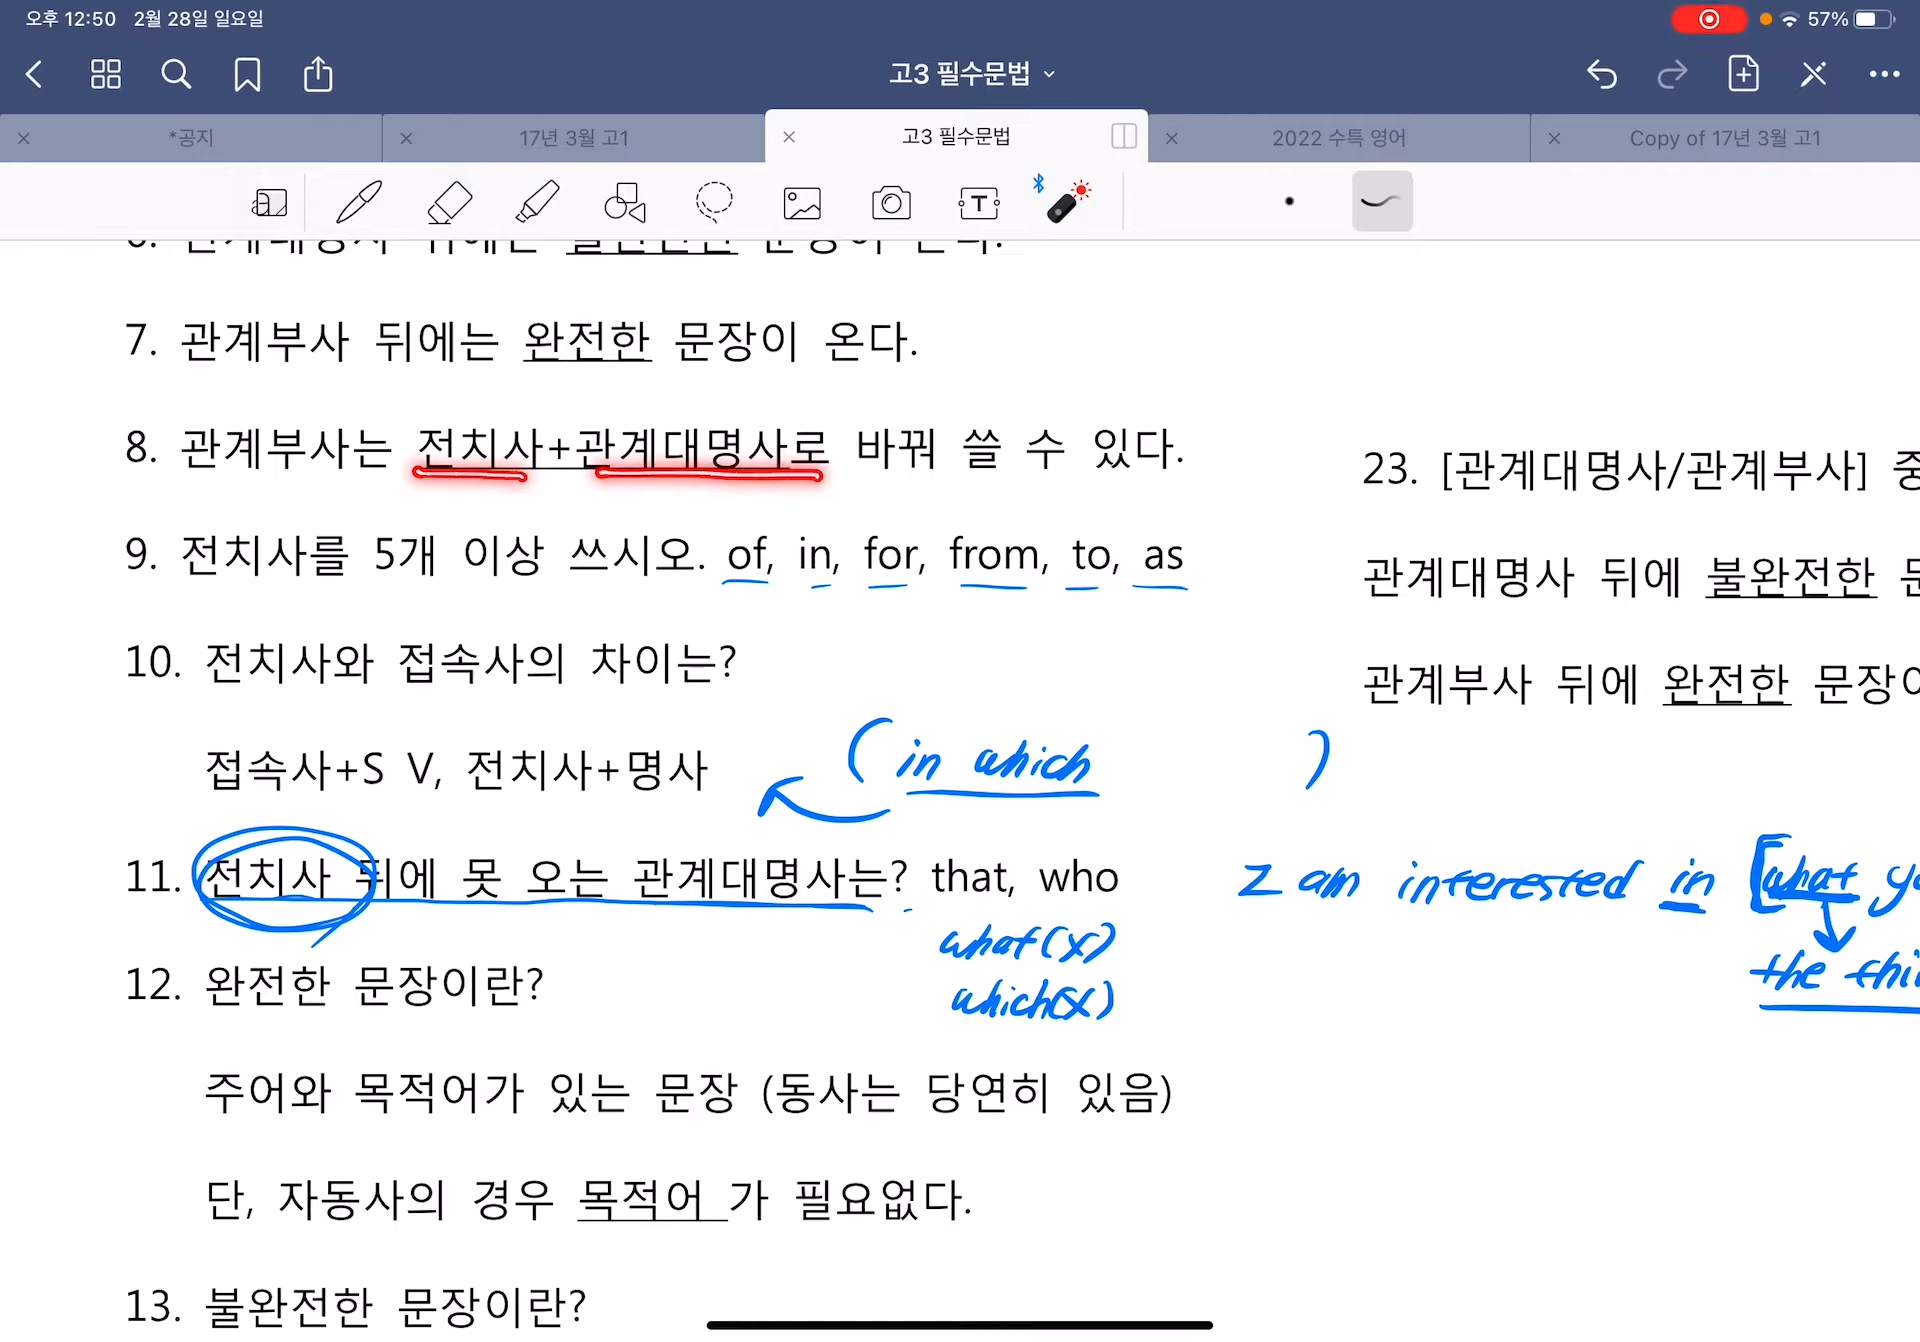 오후 12:50 2월 28일 일요일
57%
고3 필수문법
*공지
17년 3월 고1
고3 필수문법
2022 수특 영어
Copy of 17년 3월 고1
7. 관계부사 뒤에는 완전한 문장이 온다.
8. 관계부사는 전치사+관계대명사로 바꿔 쓸 수 있다.
9. 전치사를 5개 이상 쓰시오. of, in, for, from, to, as
10. 전치사와 접속사의 차이는?
접속사+S V, 전치사+명사
( in which )
11. 전치사 뒤에 못 오는 관계대명사는? that, who
what(x)
which(x)
12. 완전한 문장이란?
주어와 목적어가 있는 문장 (동사는 당연히 있음)
단, 자동사의 경우 목적어 가 필요없다.
13. 불완전한 문장이란?
23. [관계대명사/관계부사]
관계대명사 뒤에 불완전한
관계부사 뒤에 완전한
I am interested in [what
the